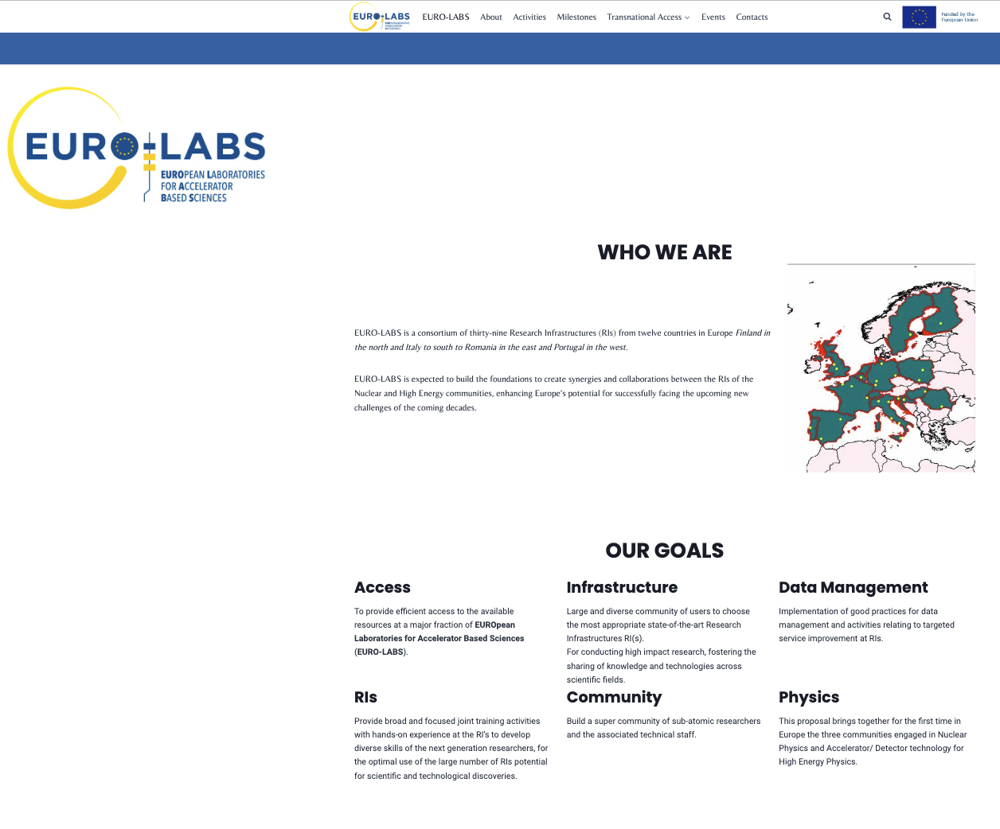 EURO-LABS
EURO-LABS About Activities Milestones Transnational Access Events Contacts
Funded by the
European Union
EURO-LABS
EUROPEAN LABORATORIES
FOR ACCELERATOR
BASED SCIENCES
WHO WE ARE
EURO-LABS is a consortium of thirty-nine Research Infrastructures (RIs) from twelve countries in Europe Finland in
the north and Italy to south to Romania in the east and Portugal in the west.
EURO-LABS is expected to build the foundations to create synergies and collaborations between the RIs of the
Nuclear and High Energy communities, enhancing Europe's potential for successfully facing the upcoming new
challenges of the coming decades.
OUR GOALS
Access
To provide efficient access to the available
resources at a major fraction of EUROpean
Laboratories for Accelerator Based Sciences
(EURO-LABS).
Infrastructure
Large and diverse community of users to choose
the most appropriate state-of-the-art Research
Infrastructures RI(s).
For conducting high impact research, fostering the
sharing of knowledge and technologies across
scientific fields.
Data Management
Implementation of good practices for data
management and activities relating to targeted
service improvement at RIs.
RIs
Provide broad and focused joint training activities
with hands-on experience at the RI's to develop
diverse skills of the next generation researchers, for
the optimal use of the large number of RIs potential
for scientific and technological discoveries.
Community
Build a super community of sub-atomic researchers
and the associated technical staff.
Physics
This proposal brings together for the first time in
Europe the three communities engaged in Nuclear
Physics and Accelerator/ Detector technology for
High Energy Physics.